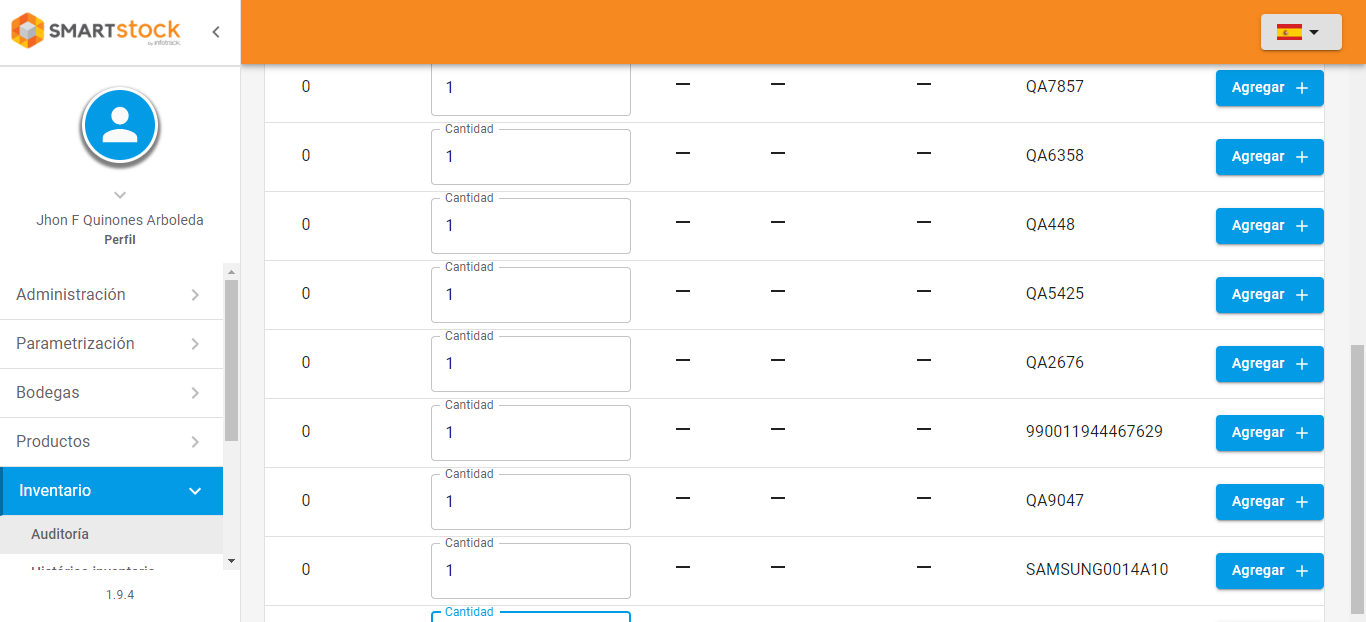 SMARTstock
by infotrack.
Jhon F Quinones Arboleda
Perfil
Administración
Parametrización
Bodegas
Productos
Inventario
Auditoría
Histórico inventario
1.9.4
0 1 — — — QA7857 Agregar +
Cantidad
0 1 — — — QA6358 Agregar +
Cantidad
0 1 — — — QA448 Agregar +
Cantidad
0 1 — — — QA5425 Agregar +
Cantidad
0 1 — — — QA2676 Agregar +
Cantidad
0 1 — — — 990011944467629 Agregar +
Cantidad
0 1 — — — QA9047 Agregar +
Cantidad
0 1 — — — SAMSUNG0014A10 Agregar +
Cantidad